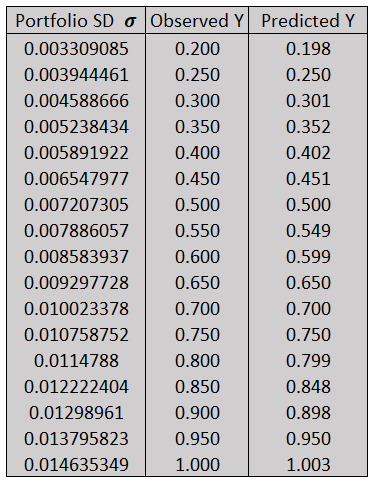 Portfolio SD σ Observed Y Predicted Y
0.003309085 0.200 0.198
0.003944461 0.250 0.250
0.004588666 0.300 0.301
0.005238434 0.350 0.352
0.005891922 0.400 0.402
0.006547977 0.450 0.451
0.007207305 0.500 0.500
0.007886057 0.550 0.549
0.008583937 0.600 0.599
0.009297728 0.650 0.650
0.010023378 0.700 0.700
0.010758752 0.750 0.750
0.0114788 0.800 0.799
0.012222404 0.850 0.848
0.01298961 0.900 0.898
0.013795823 0.950 0.950
0.014635349 1.000 1.003